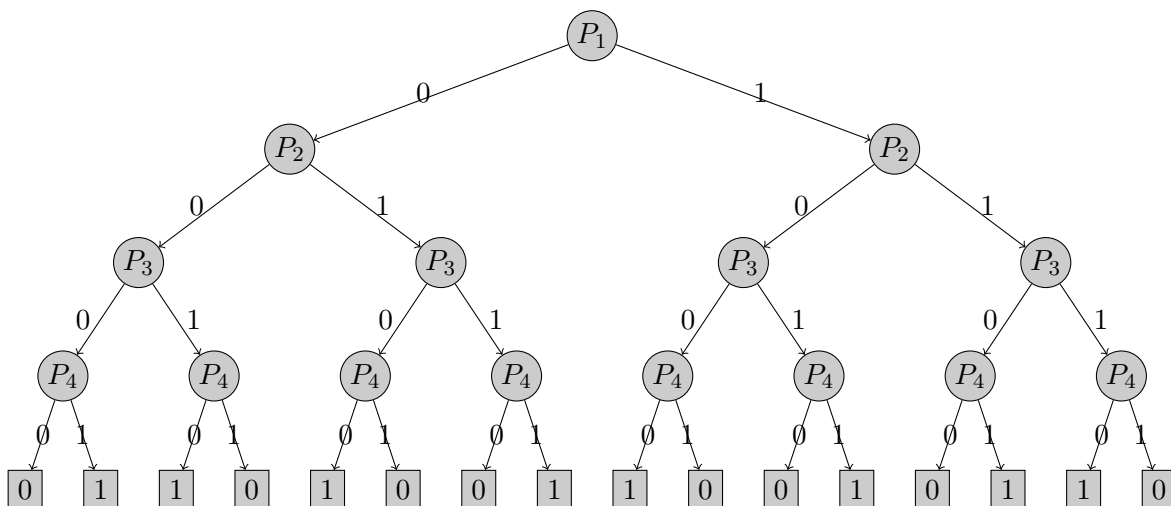 P₁
0 1
P₂ P₂
0 1 0 1
P₃ P₃ P₃ P₃
0 1 0 1 0 1 0 1
P₄ P₄ P₄ P₄ P₄ P₄ P₄ P₄
0 1 0 1 0 1 0 1 0 1 0 1 0 1 0 1
0 1 1 0 1 0 0 1 1 0 0 1 0 1 1 0